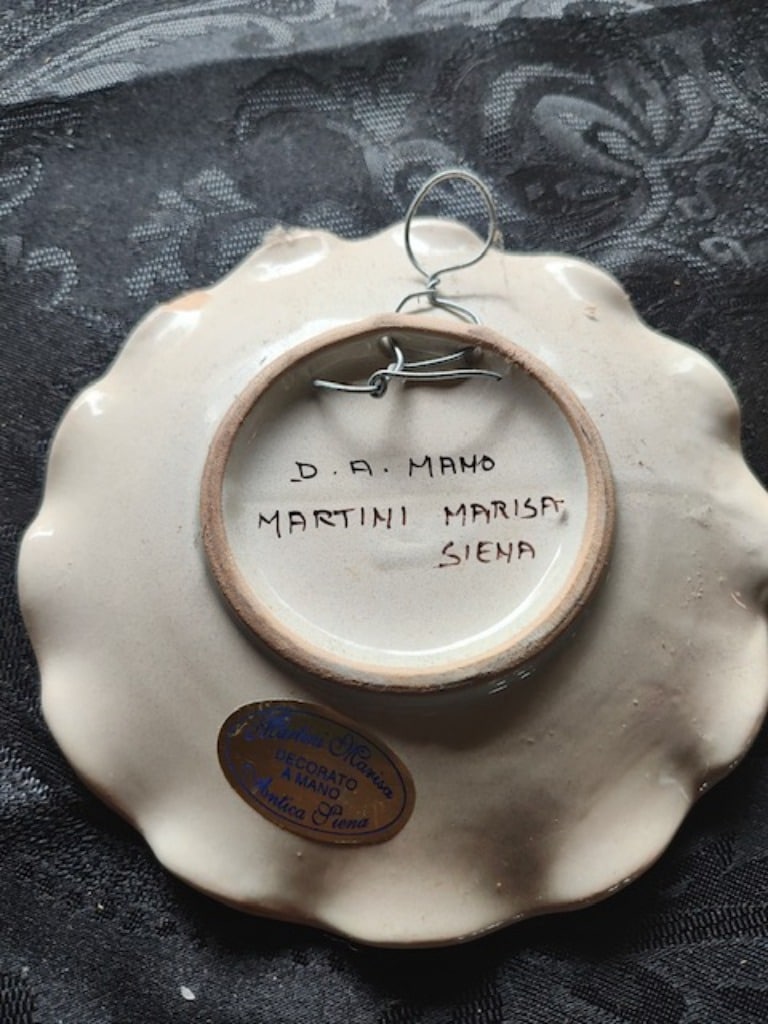 D. A. MANO
MARTINI MARISA
SIENA
Martini Marisa
DECORATO
A MANO
Antica Siena